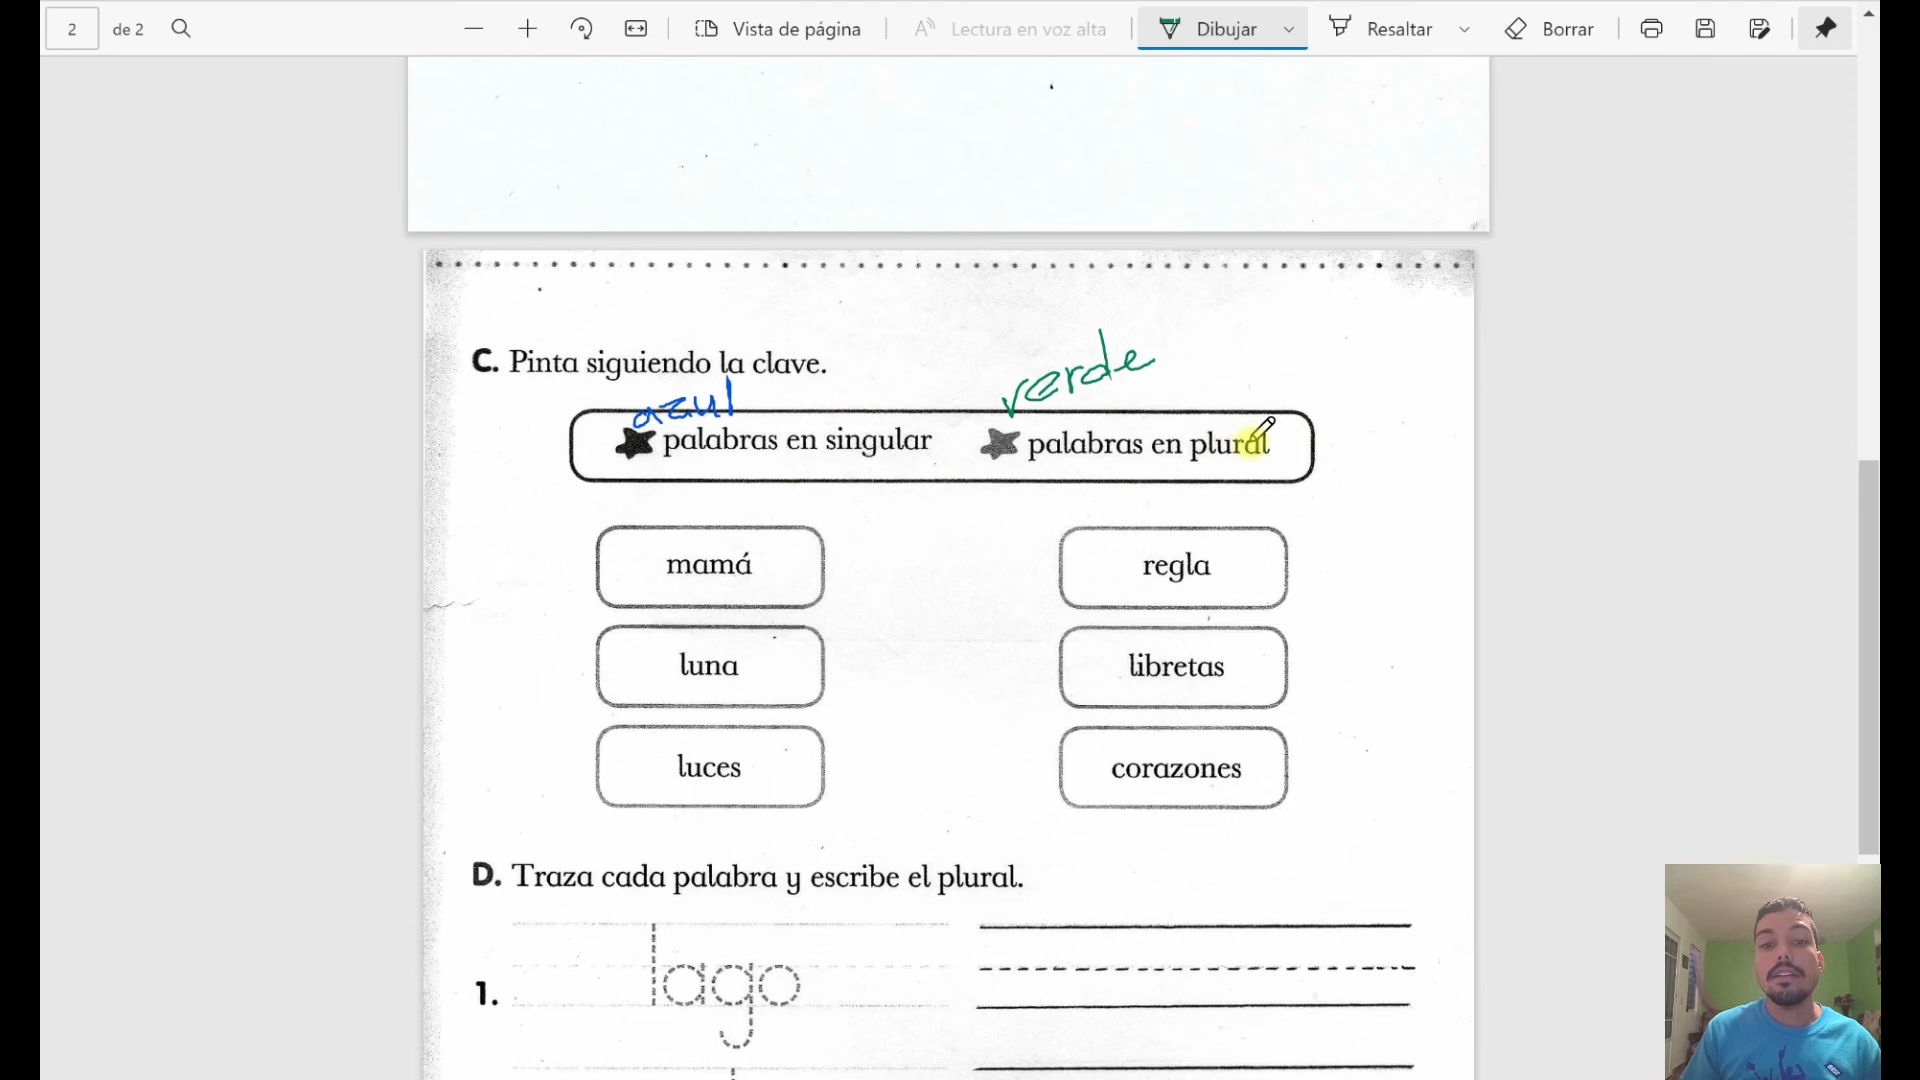 2 de 2 Vista de página Lectura en voz alta Dibujar Resaltar Borrar
C. Pinta siguiendo la clave.
azul verde
palabras en singular palabras en plural
mamá regla
luna libretas
luces corazones
D. Traza cada palabra y escribe el plural.
1. lago